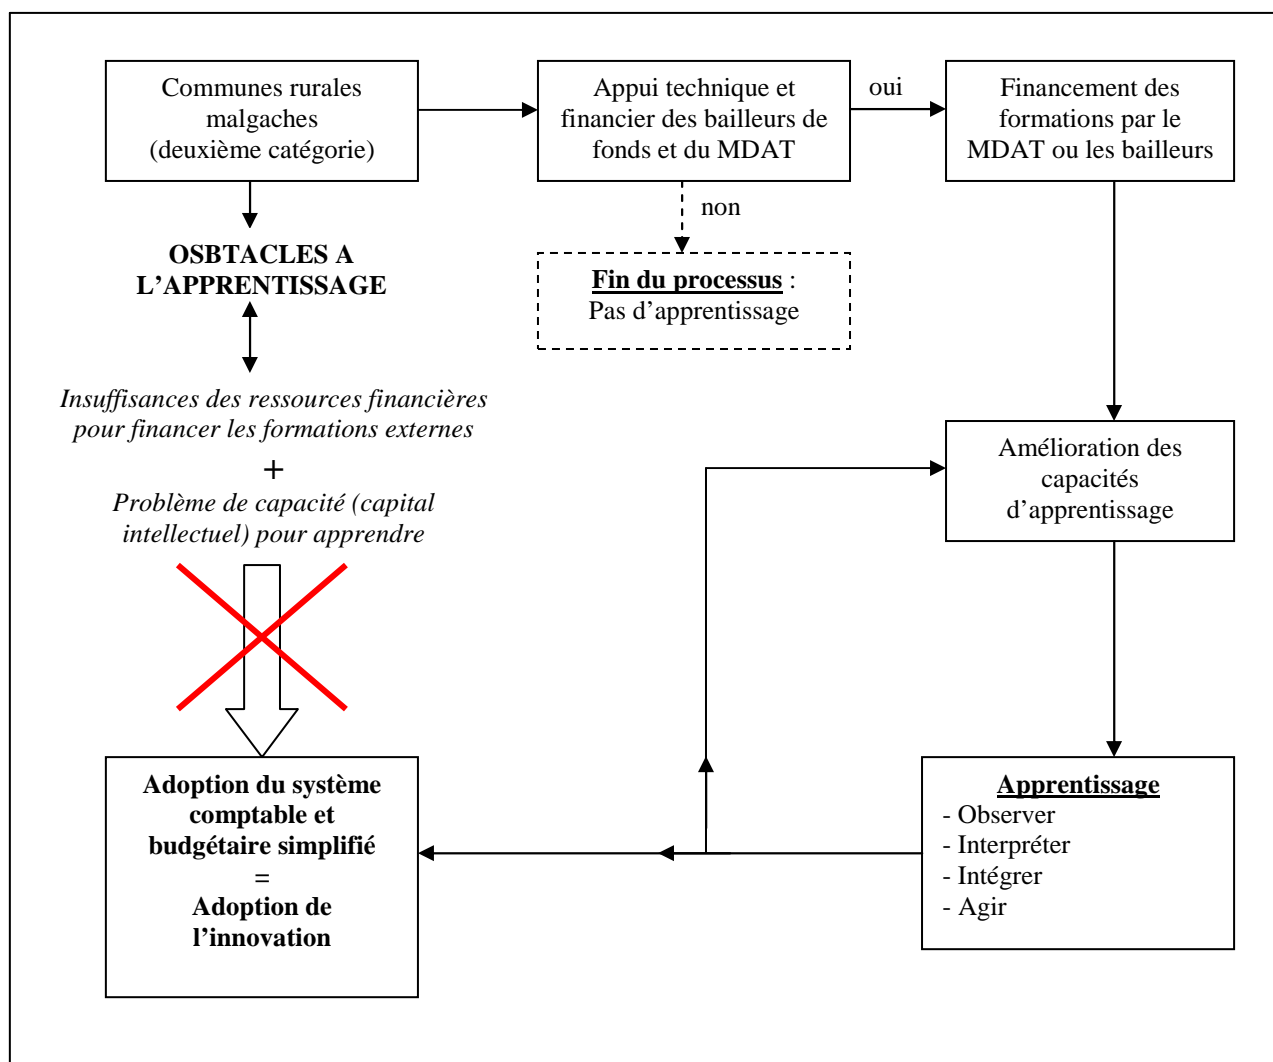 Communes rurales
malgaches
(deuxième catégorie)
Appui technique et
financier des bailleurs de
fonds et du MDAT
oui
Financement des
formations par le
MDAT ou les bailleurs
non
OSBTACLES A
L’APPRENTISSAGE
Fin du processus :
Pas d’apprentissage
Insuffisances des ressources financières
pour financer les formations externes
+
Problème de capacité (capital
intellectuel) pour apprendre
Amélioration des
capacités
d’apprentissage
Adoption du système
comptable et
budgétaire simplifié
=
Adoption de
l’innovation
Apprentissage
- Observer
- Interpréter
- Intégrer
- Agir